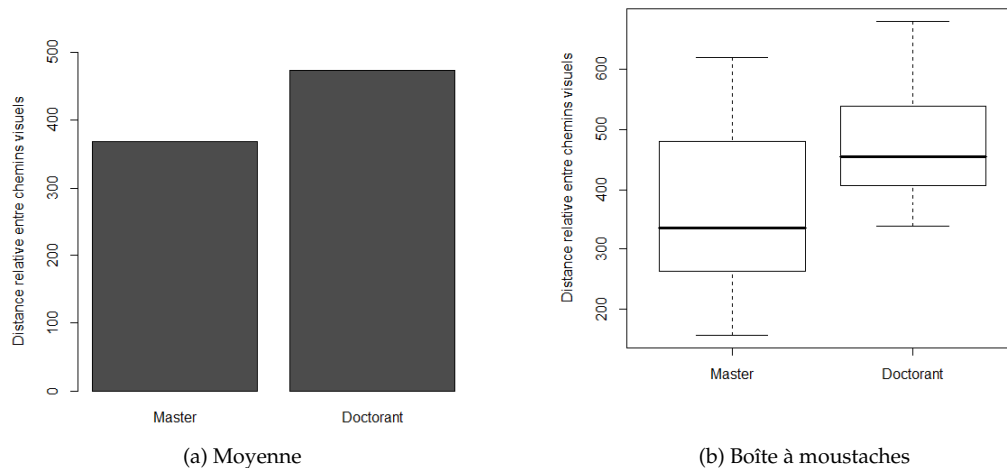 Distance relative entre chemins visuels
500
400
300
200
100
0
Master
Doctorant
(a) Moyenne
Distance relative entre chemins visuels
600
500
400
300
200
Master
Doctorant
(b) Boîte à moustaches